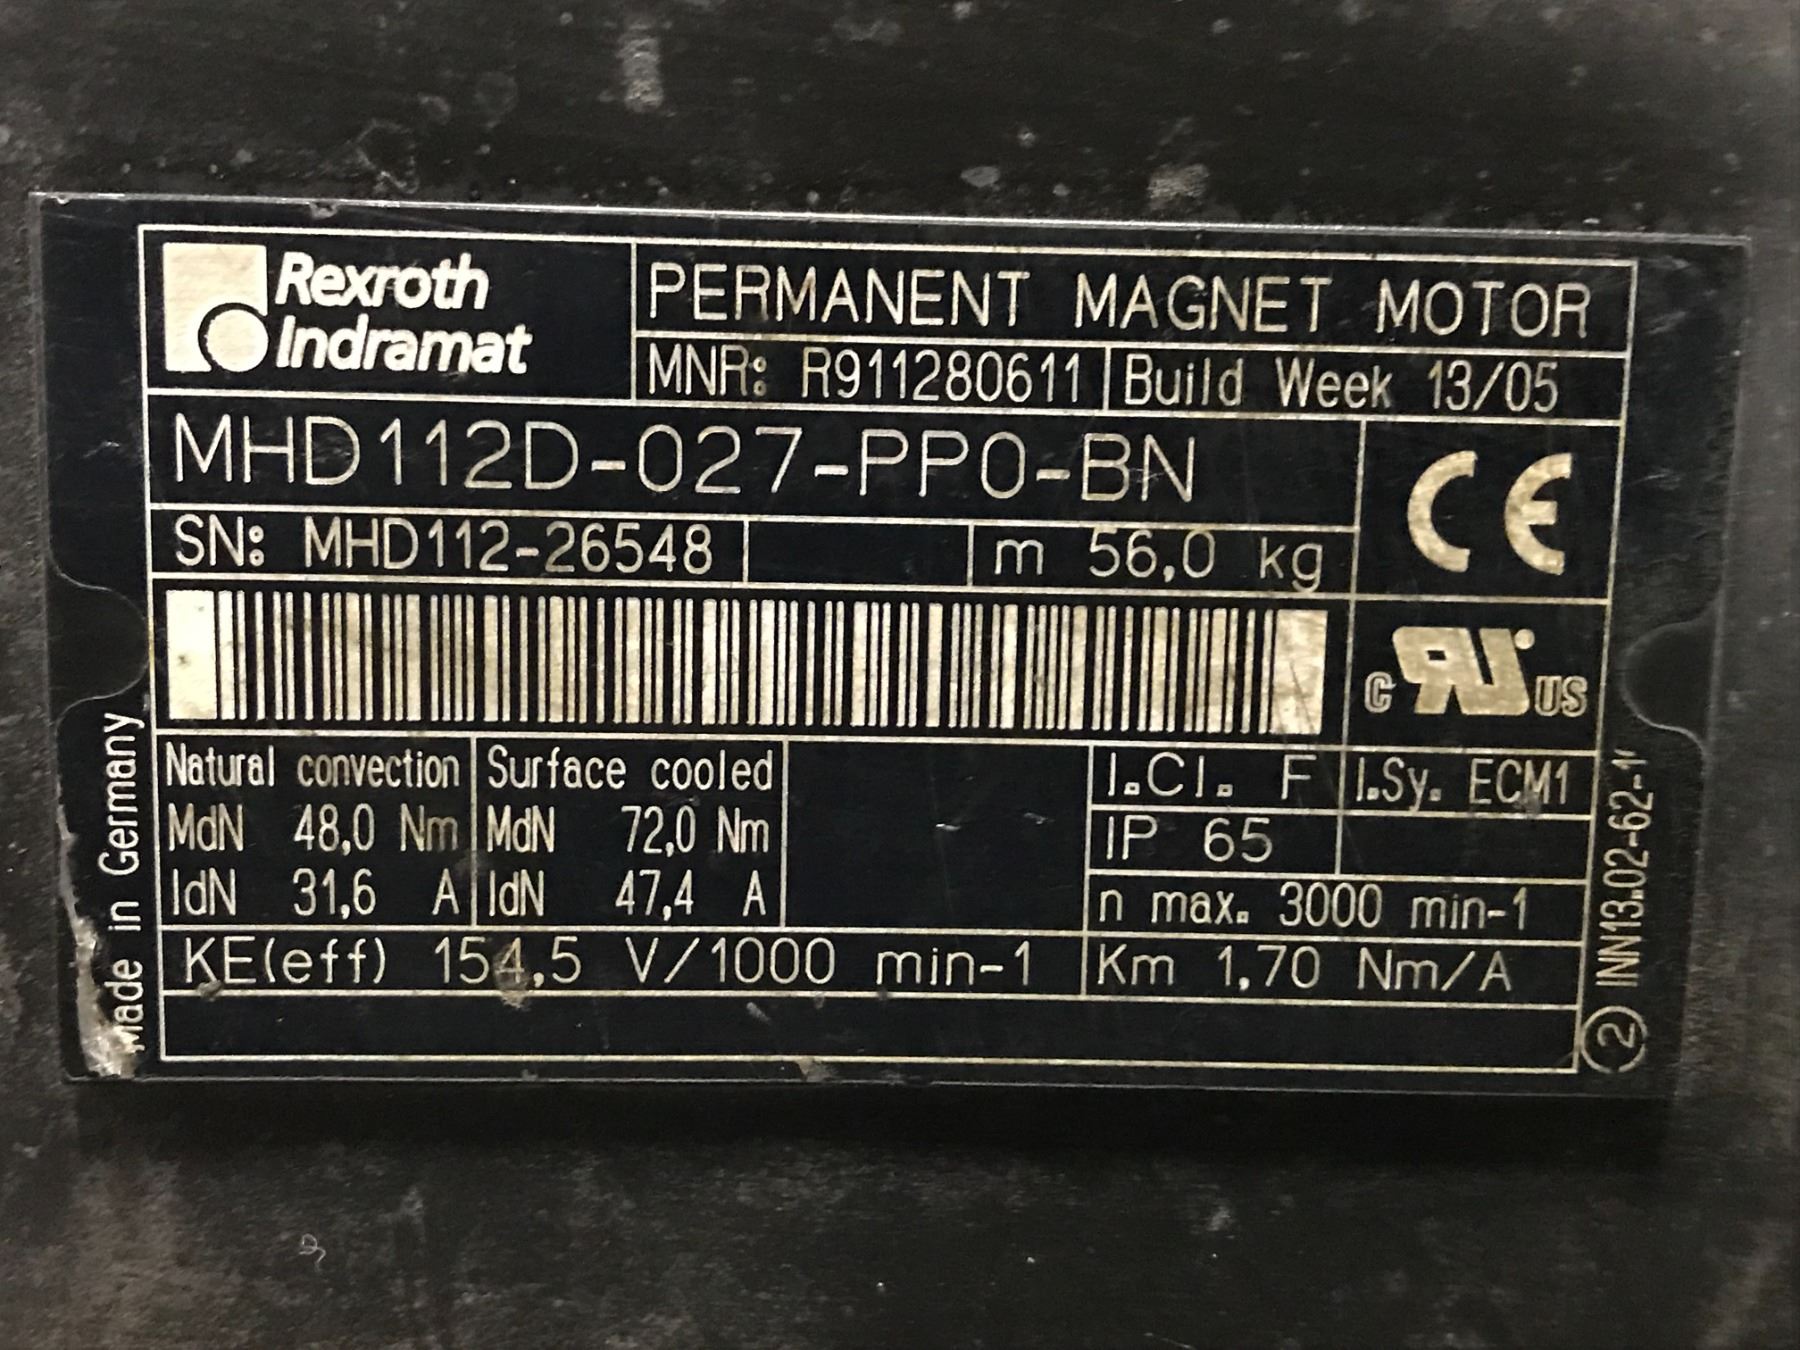 Rexroth
Indramat
PERMANENT MAGNET MOTOR
MNR: R911280611 Build Week 13/05
MHD112D-027-PP0-BN
CE
SN: MHD112-26548 m 56,0 kg
C RU US
Natural convection Surface cooled I.Cl. F I.Sy. ECM1
MdN 48,0 Nm MdN 72,0 Nm IP 65
IdN 31,6 A IdN 47,4 A n max. 3000 min-1
KE(eff) 154,5 V/1000 min-1 Km 1,70 Nm/A
Made in Germany
2 INN13.02-62-1